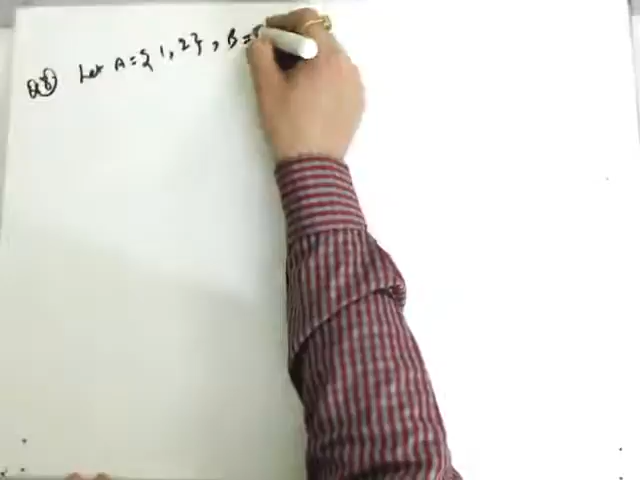 Q8) Let A = { 1, 2 } , B =